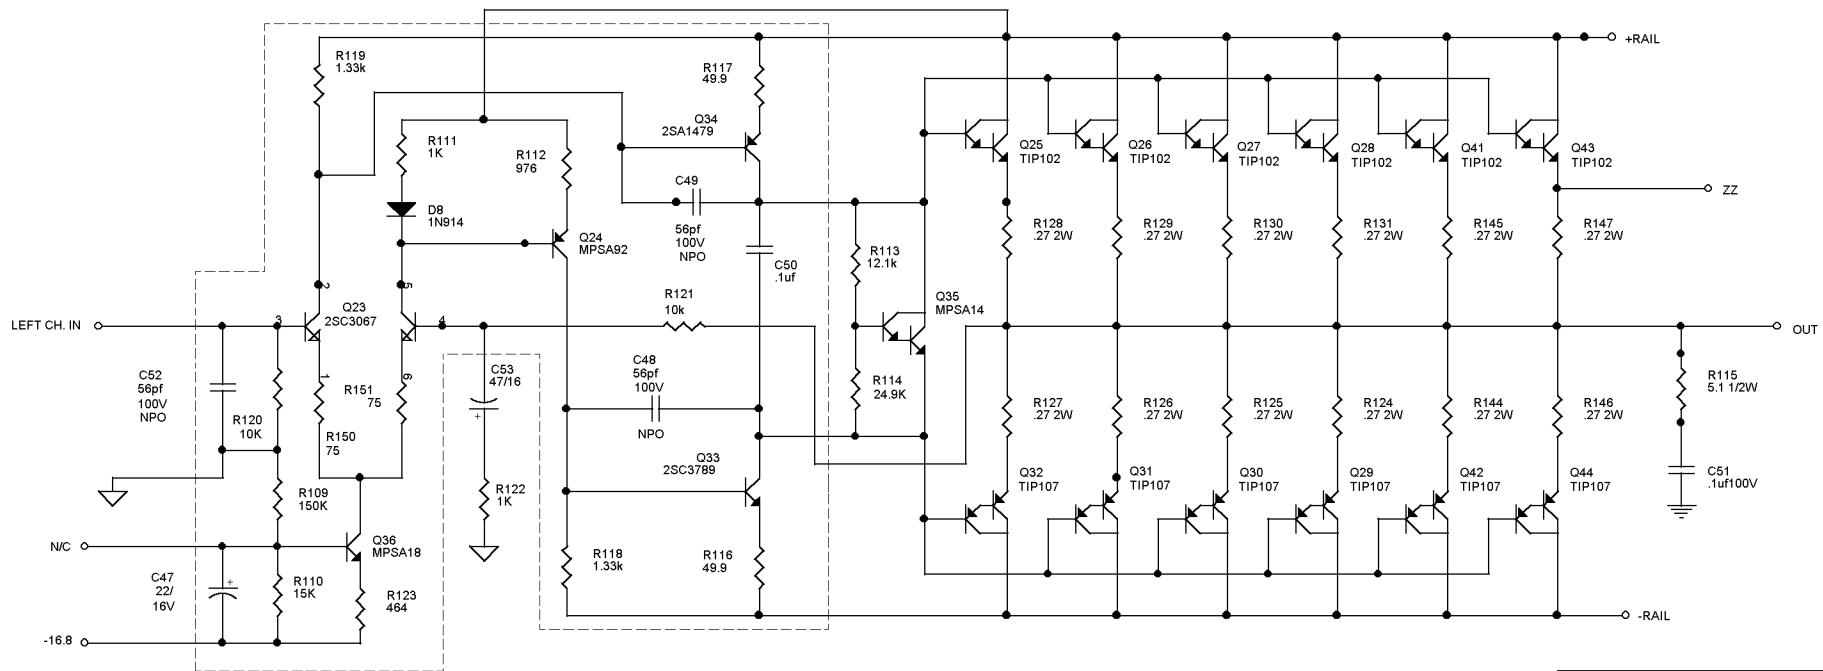 R119
1.33k
R117
49.9
+RAIL
Q34
2SA1479
R111
1K
R112
976
Q25
TIP102
Q26
TIP102
Q27
TIP102
Q28
TIP102
Q41
TIP102
Q43
TIP102
C49
56pf
100V
NPO
ZZ
D8
1N914
Q24
MPSA92
R128
.27 2W
R129
.27 2W
R130
.27 2W
R131
.27 2W
R145
.27 2W
R147
.27 2W
R113
12.1k
C50
.1uf
2
5
R121
10k
Q35
MPSA14
Q23
2SC3067
LEFT CH. IN
3
4
OUT
C52
56pf
100V
NPO
C53
47/16
+
C48
56pf
100V
NPO
1
6
R151
75
R114
24.9K
R115
5.1 1/2W
R120
10K
R150
75
R127
.27 2W
R126
.27 2W
R125
.27 2W
R124
.27 2W
R144
.27 2W
R146
.27 2W
Q33
2SC3789
Q32
TIP107
Q31
TIP107
Q30
TIP107
Q29
TIP107
Q42
TIP107
Q44
TIP107
C51
.1uf100V
R109
150K
R122
1K
N/C
Q36
MPSA18
R118
1.33k
R116
49.9
C47
22/
16V
+
R110
15K
R123
464
-16.8
-RAIL